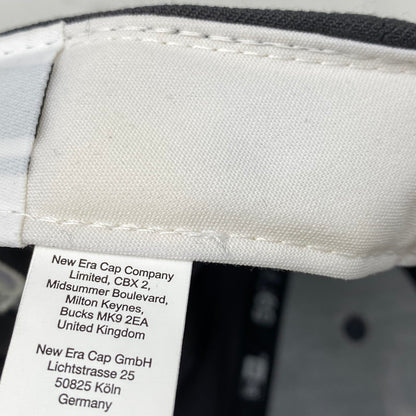 New Era Cap Company
Limited, CBX 2,
Midsummer Boulevard,
Milton Keynes,
Bucks MK9 2EA
United Kingdom
New Era Cap GmbH
Lichtstrasse 25
50825 Köln
Germany